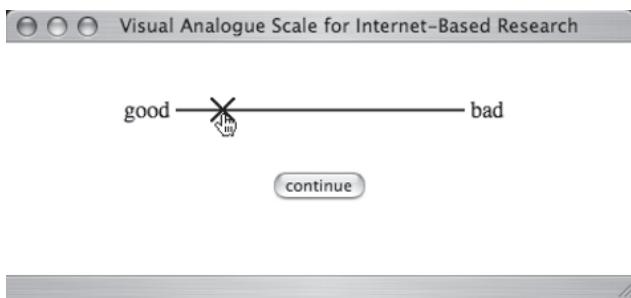 Visual Analogue Scale for Internet-Based Research
good bad
continue